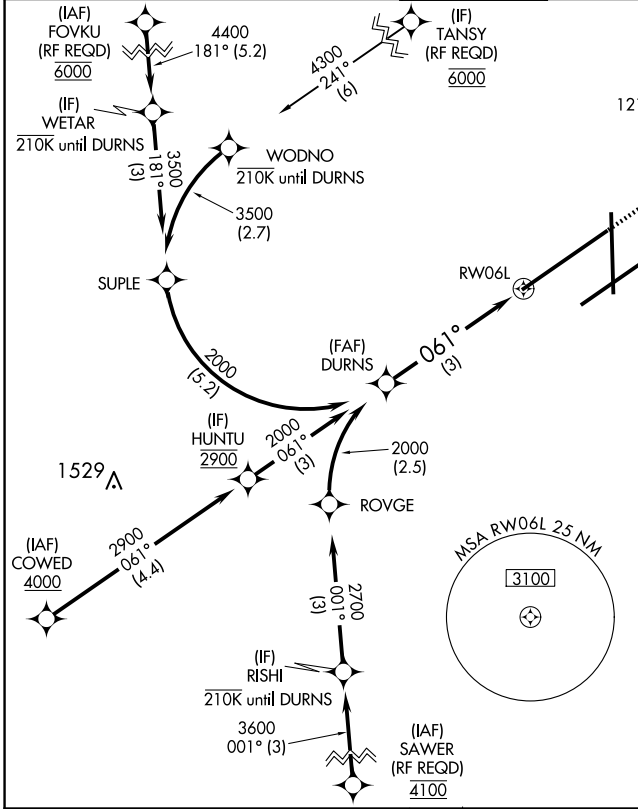 (IAF)
FOVKU
(RF REQD)
6000
4400
181° (5.2)
(IF)
TANSY
(RF REQD)
6000
4300
241°
(6)
(IF)
WETAR
210K until DURNS
3500
181°
(3)
WODNO
210K until DURNS
121
3500
(2.7)
SUPLE
RW06L
2000
(5.2)
(FAF)
DURNS
061°
(3)
(IF)
HUNTU
2900
2000
061°
(3)
2000
(2.5)
1529
ROVGE
(IAF)
COWED
4000
2900
061°
(4.4)
MSA RW06L 25 NM
3100
2700
001°
(3)
(IF)
RISHI
210K until DURNS
3600
001° (3)
(IAF)
SAWER
(RF REQD)
4100